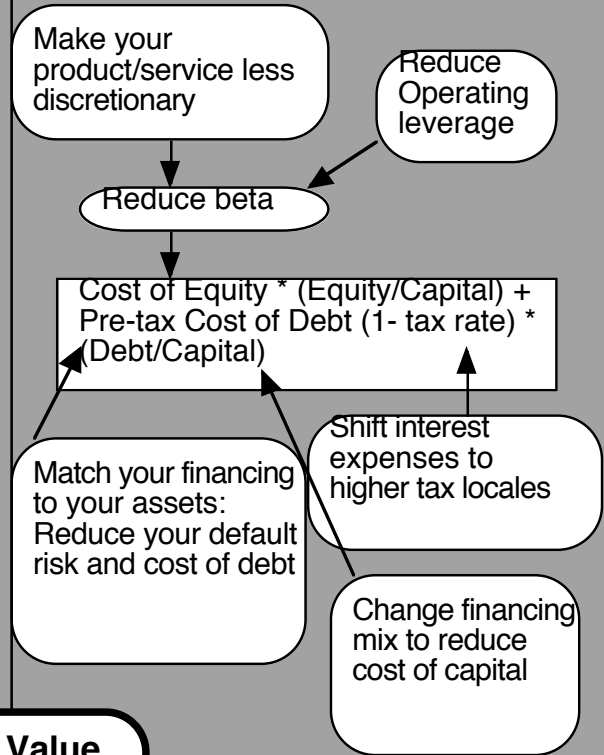 Make your
product/service less
discretionary
Reduce
Operating
leverage
Reduce beta
Cost of Equity * (Equity/Capital) +
Pre-tax Cost of Debt (1- tax rate) *
(Debt/Capital)
Shift interest
expenses to
higher tax locales
Match your financing
to your assets:
Reduce your default
risk and cost of debt
Change financing
mix to reduce
cost of capital
Value